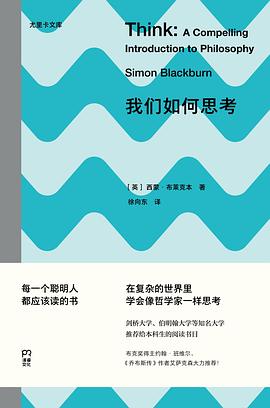 尤里卡文库
Think: A Compelling
Introduction to Philosophy
Simon Blackburn
我们如何思考
[英] 西蒙·布莱克本 著
徐向东 译
每一个聪明人
都应该读的书
在复杂的世界里
学会像哲学家一样思考
剑桥大学、伯明翰大学等知名大学
推荐给本科生的阅读书目
布克奖得主约翰·班维尔、
《乔布斯传》作者艾萨克森大力推荐!